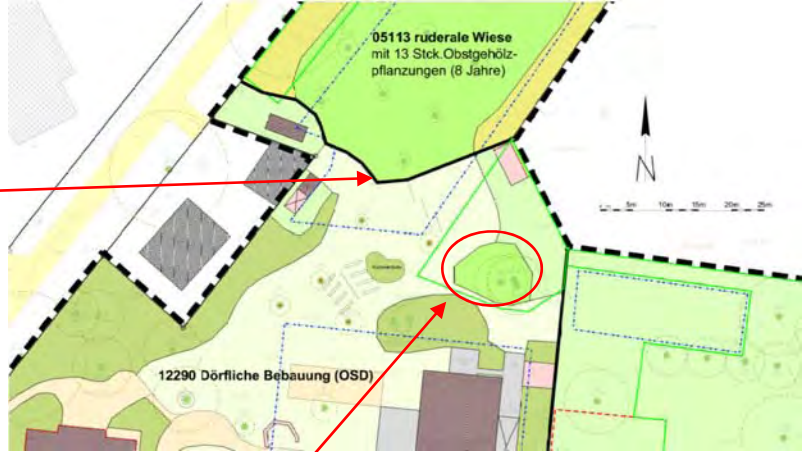 05113 ruderale Wiese
mit 13 Stck.Obstgehölz-
pflanzungen (8 Jahre)
N
5m 10m 15m 20m 25m
12290 Dörfliche Bebauung (OSD)